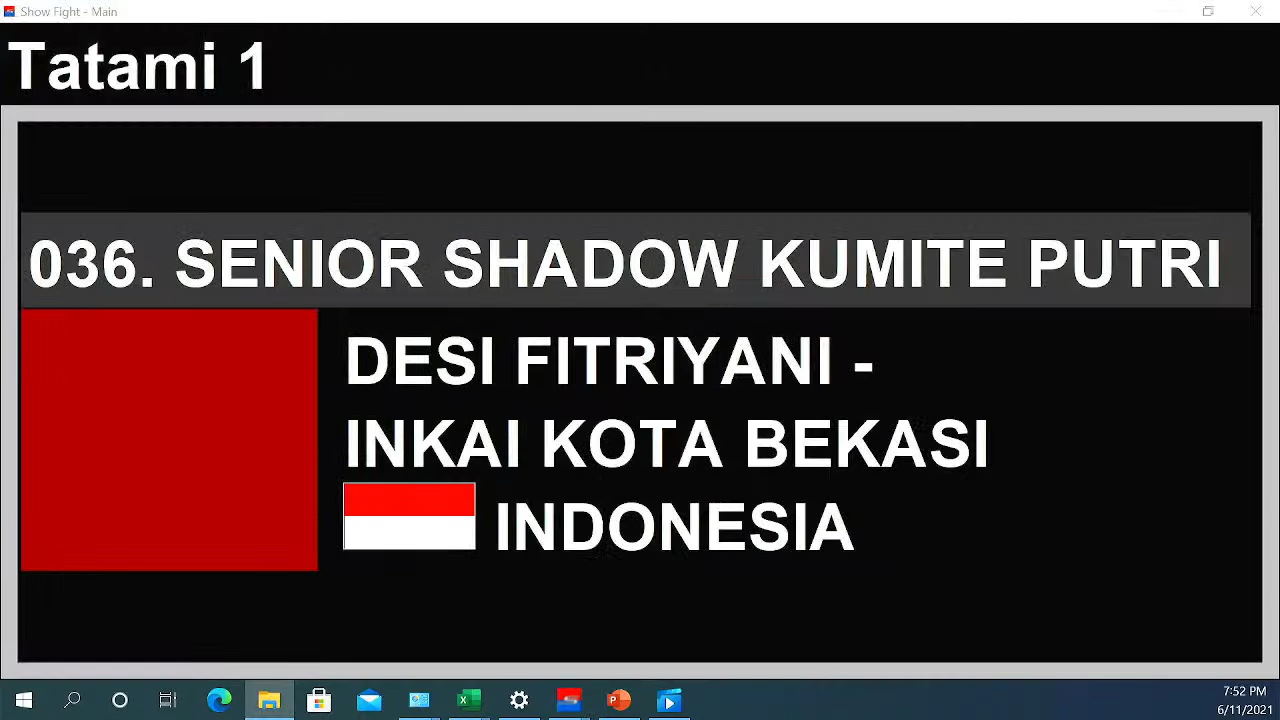 Show Fight - Main
Tatami 1
036. SENIOR SHADOW KUMITE PUTRI
DESI FITRIYANI -
INKAI KOTA BEKASI
INDONESIA
7:52 PM
6/11/2021